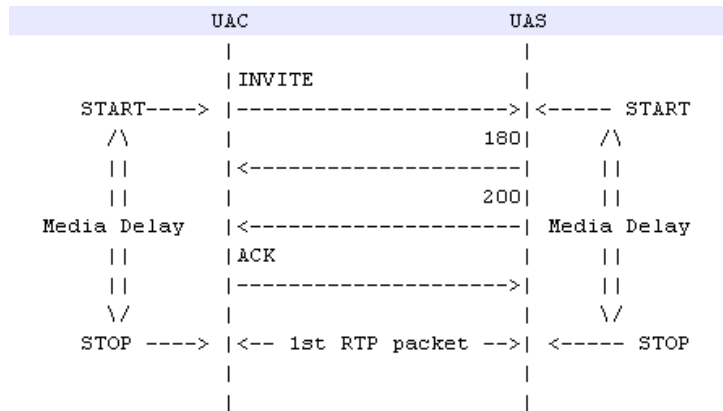 UAC                        UAS
                   |                          |
                   |INVITE                    |
      START----> |----------------------->|<----- START
        /\         |                      180|      /\
        ||         |<-----------------------|      ||
        ||         |                      200|      ||
  Media Delay   |<-----------------------| Media Delay
        ||         |ACK                       |      ||
        ||         |------------------------>|      ||
        \/         |                          |      \/
      STOP ----> |<-- 1st RTP packet -->| <----- STOP
                   |                          |
                   |                          |